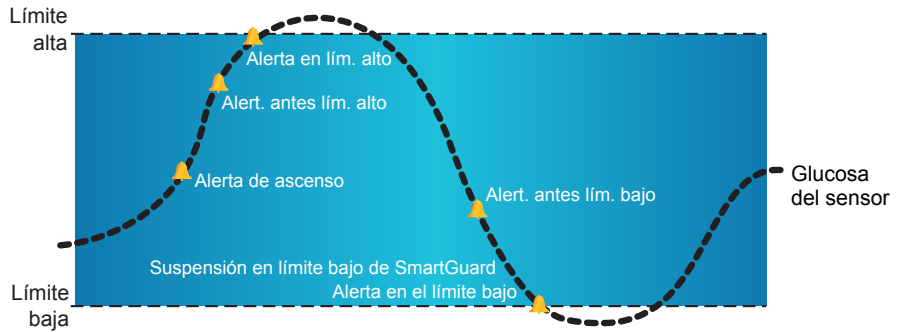 Límite
alta
Alerta en lím. alto
Alert. antes lím. alto
Alerta de ascenso
Glucosa
del sensor
Alert. antes lím. bajo
Suspensión en límite bajo de SmartGuard
Alerta en el límite bajo
Límite
baja